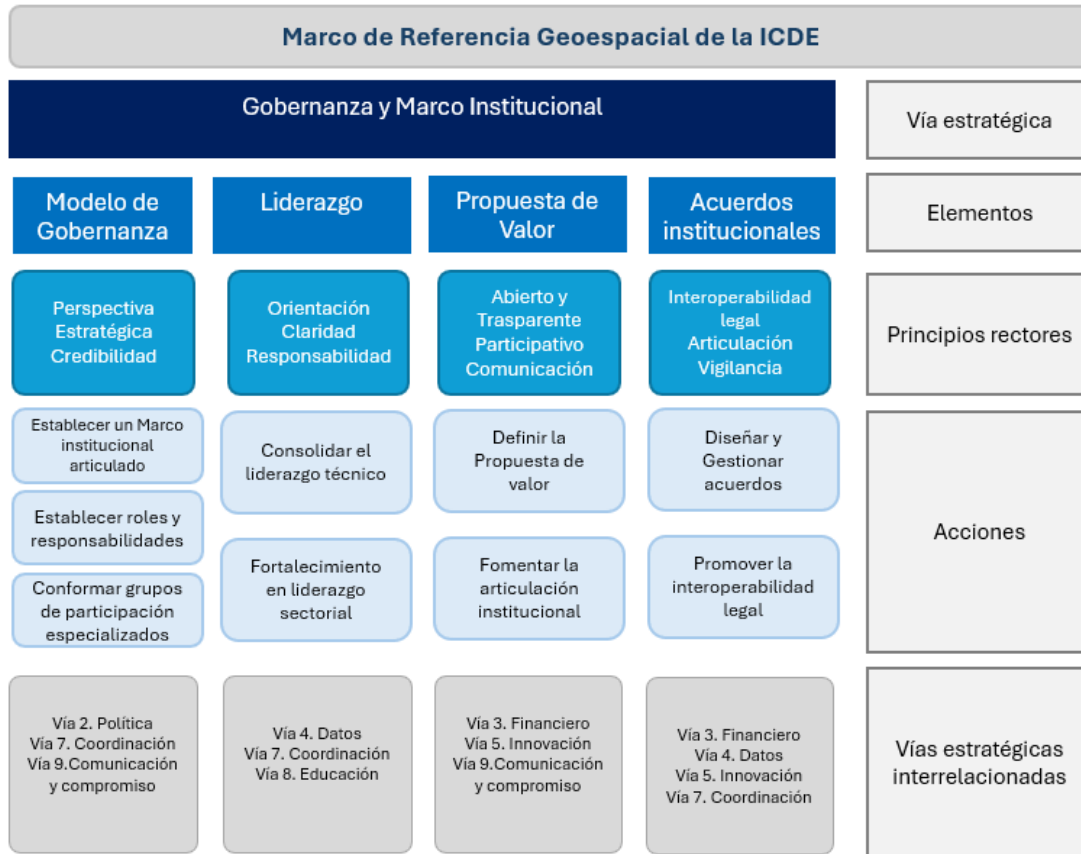 Marco de Referencia Geoespacial de la ICDE
Gobernanza y Marco Institucional
Vía estratégica
Modelo de
Gobernanza
Liderazgo
Propuesta de
Valor
Acuerdos
institucionales
Elementos
Perspectiva
Estratégica
Credibilidad
Orientación
Claridad
Responsabilidad
Abierto y
Trasparente
Participativo
Comunicación
Interoperabilidad
legal
Articulación
Vigilancia
Principios rectores
Establecer un Marco
institucional
articulado
Establecer roles y
responsabilidades
Conformar grupos
de participación
especializados
Consolidar el
liderazgo técnico
Fortalecimiento
en liderazgo
sectorial
Definir la
Propuesta de
valor
Fomentar la
articulación
institucional
Diseñar y
Gestionar
acuerdos
Promover la
interoperabilidad
legal
Acciones
Vía 2. Política
Vía 7. Coordinación
Vía 9.Comunicación
y compromiso
Vía 4. Datos
Vía 7. Coordinación
Vía 8. Educación
Vía 3. Financiero
Vía 5. Innovación
Vía 9.Comunicación
y compromiso
Vía 3. Financiero
Vía 4. Datos
Vía 5. Innovación
Vía 7. Coordinación
Vías estratégicas
interrelacionadas